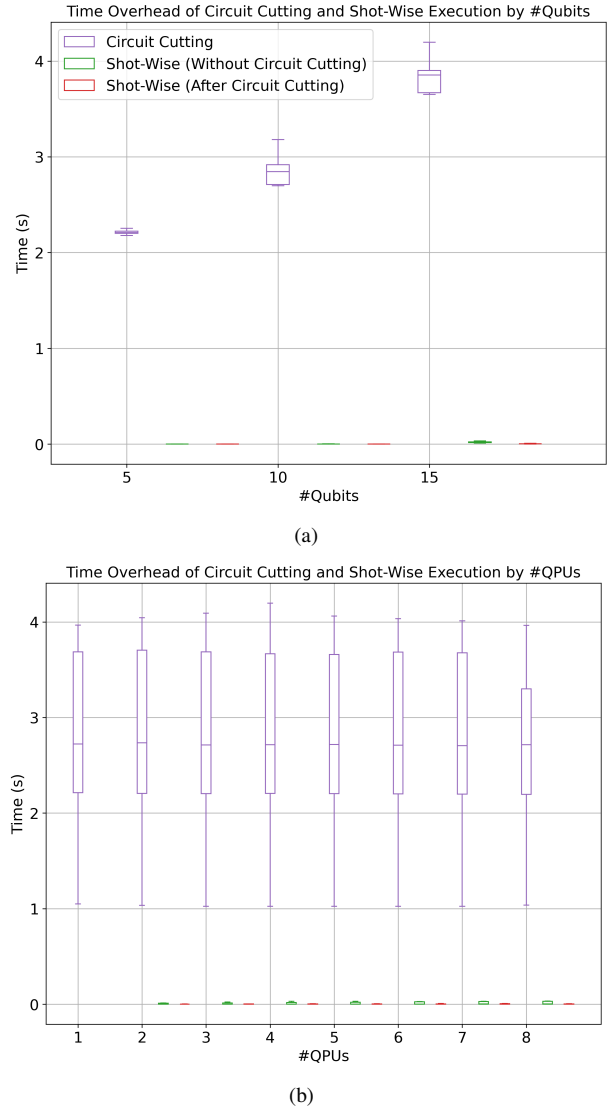 Time Overhead of Circuit Cutting and Shot-Wise Execution by #Qubits
Circuit Cutting
Shot-Wise (Without Circuit Cutting)
Shot-Wise (After Circuit Cutting)
4
3
2
1
0
Time (s)
5 10 15
#Qubits
(a)
Time Overhead of Circuit Cutting and Shot-Wise Execution by #QPUs
4
3
2
1
0
Time (s)
1 2 3 4 5 6 7 8
#QPUs
(b)